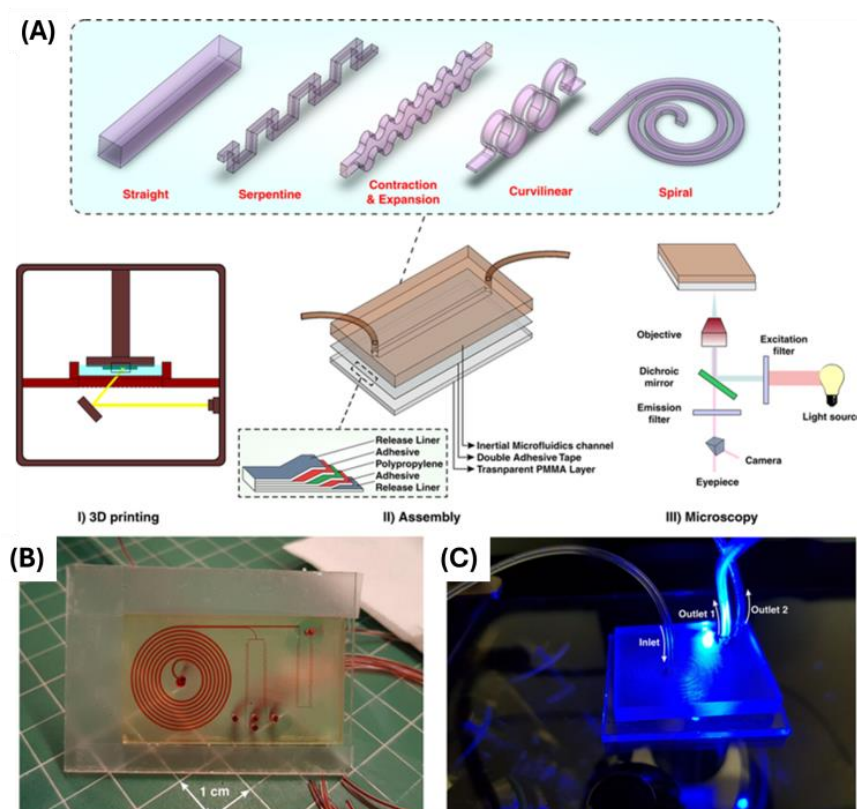 (A)
Straight
Serpentine
Contraction
& Expansion
Curvilinear
Spiral
Objective
Excitation
filter
Dichroic
mirror
Light source
Emission
filter
Camera
Eyepiece
Release Liner
Adhesive
Polypropylene
Adhesive
Release Liner
Inertial Microfluidics channel
Double Adhesive Tape
Trasnparent PMMA Layer
I) 3D printing
II) Assembly
III) Microscopy
(B)
1 cm
(C)
Inlet
Outlet 1
Outlet 2